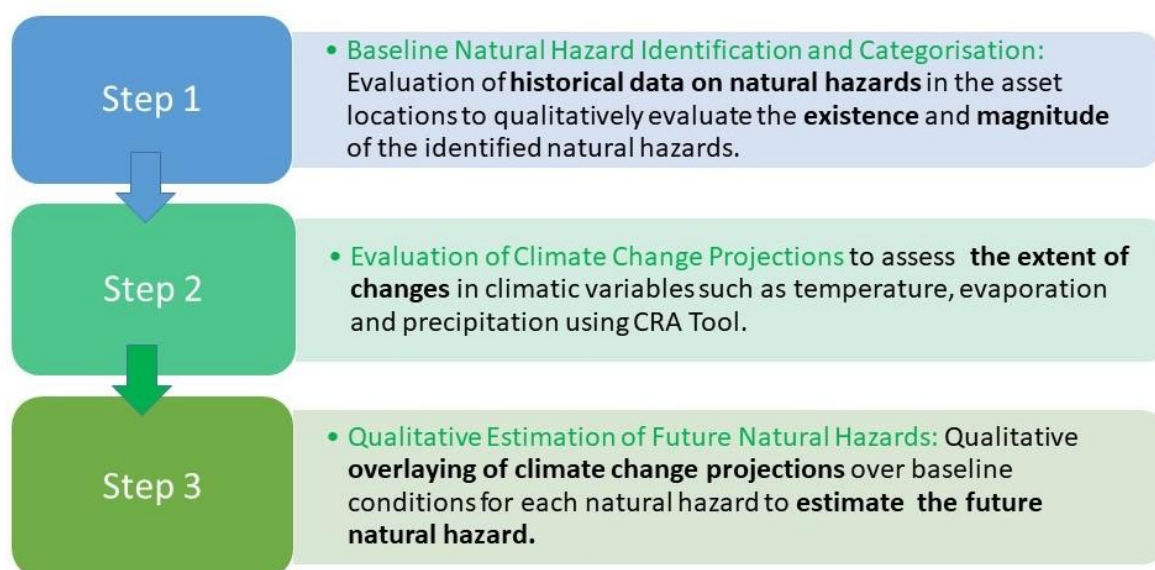 Step 1
• Baseline Natural Hazard Identification and Categorisation:
Evaluation of historical data on natural hazards in the asset
locations to qualitatively evaluate the existence and magnitude
of the identified natural hazards.
Step 2
• Evaluation of Climate Change Projections to assess the extent of
changes in climatic variables such as temperature, evaporation
and precipitation using CRA Tool.
Step 3
• Qualitative Estimation of Future Natural Hazards: Qualitative
overlaying of climate change projections over baseline
conditions for each natural hazard to estimate the future
natural hazard.